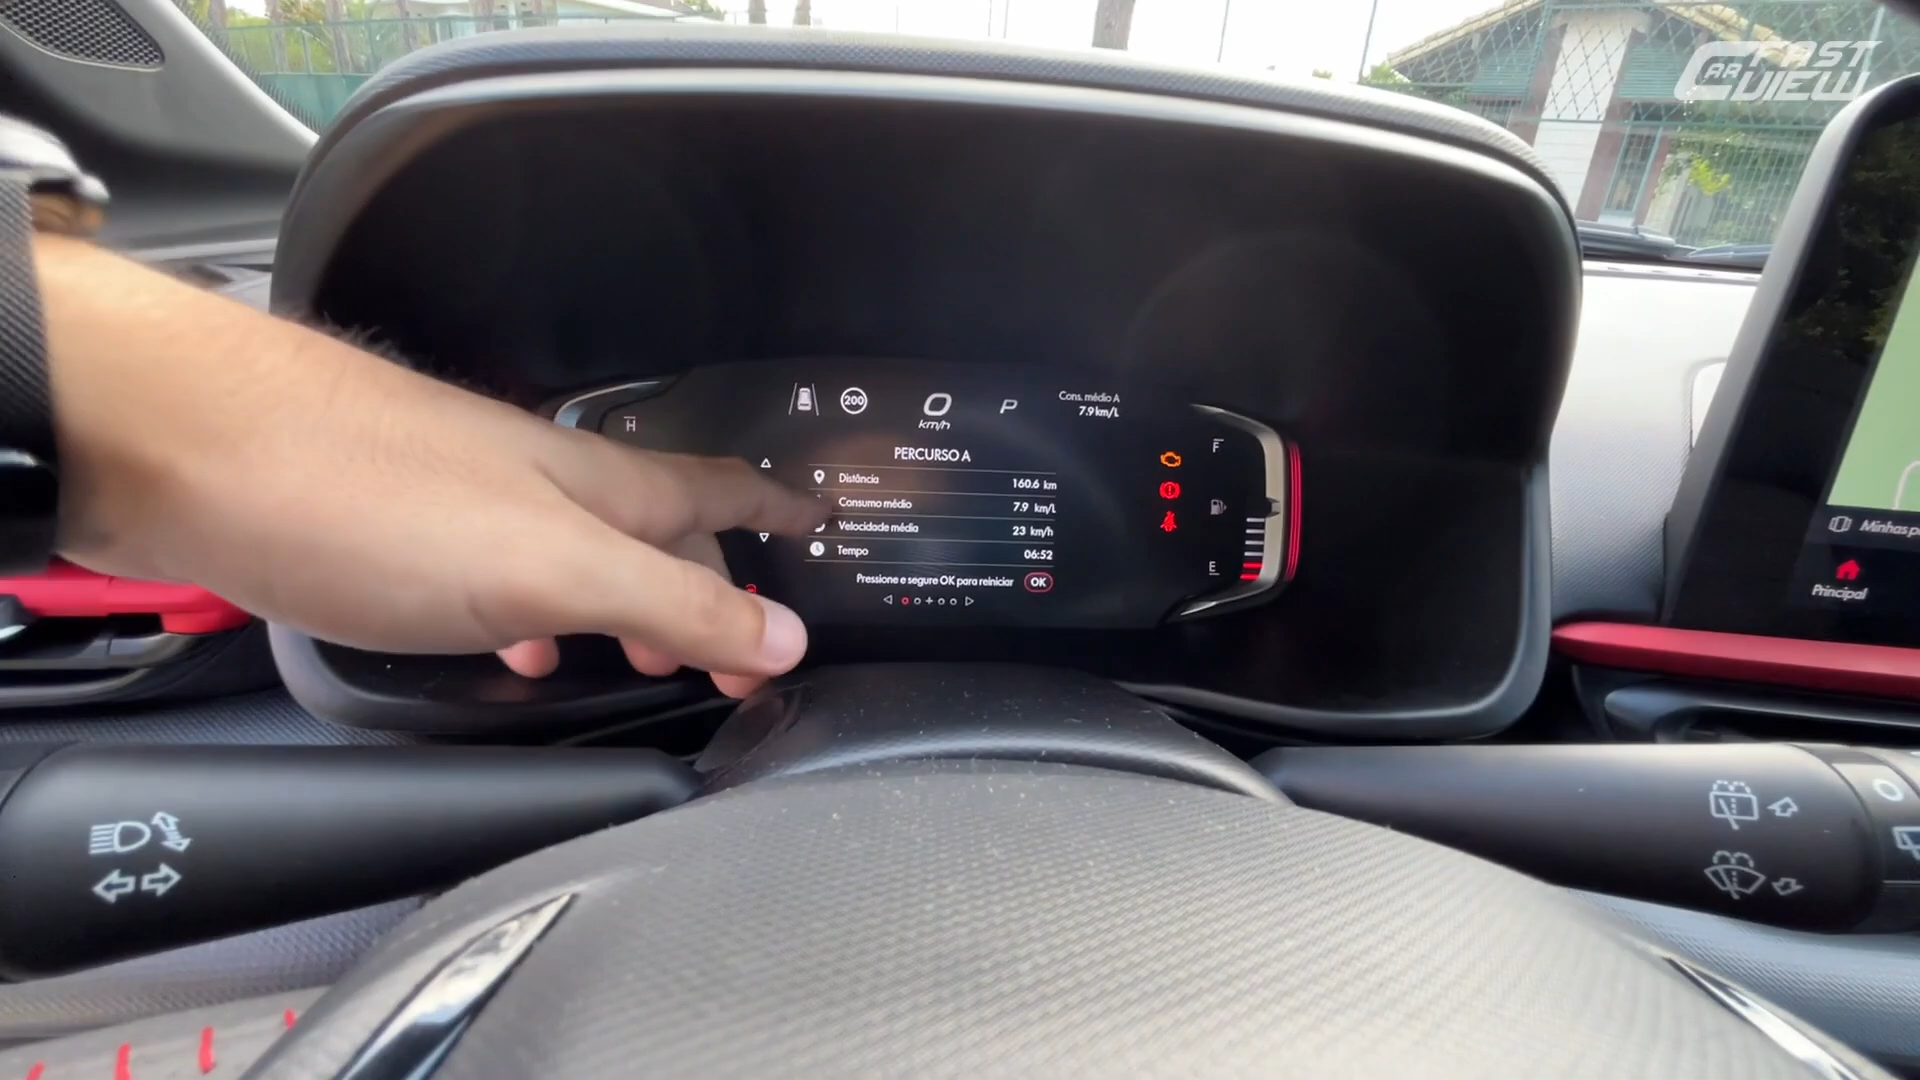 CAR FAST VIEW
200
0
km/h
P
Cons. médio A
7.9 km/L
H
PERCURSO A
Distância 160.6 km
Consumo médio 7.9 km/L
Velocidade média 23 km/h
Tempo 06:52
Pressione e segure OK para reiniciar OK
F
E
Minhas p
Principal